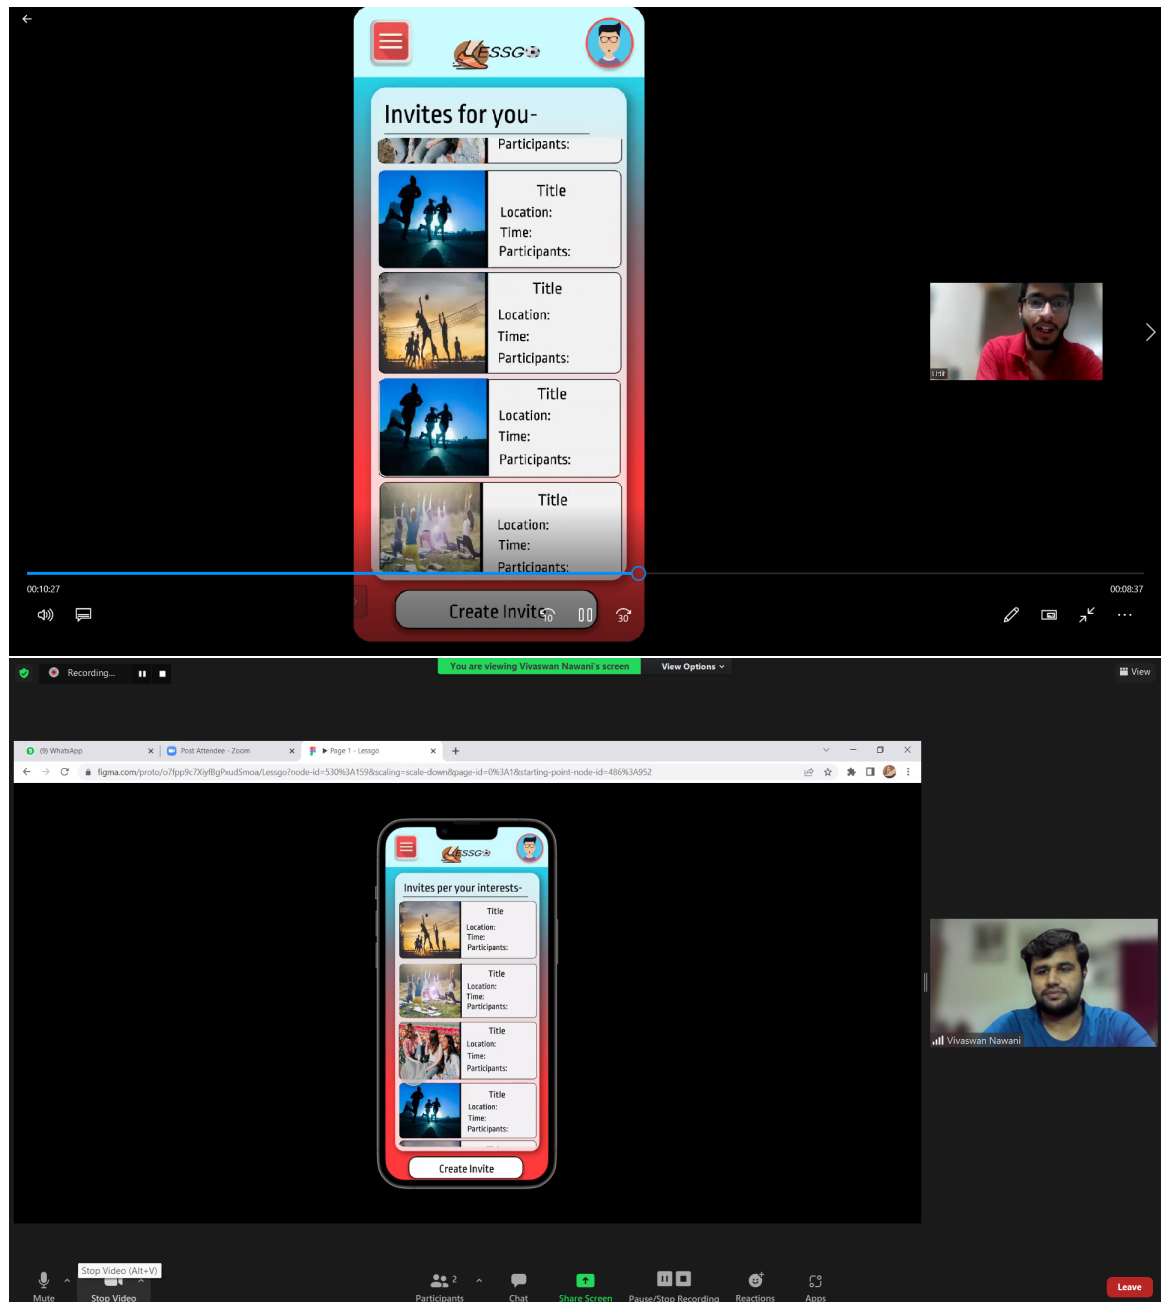 LESSGO
Invites for you-
Participants:
Title
Location:
Time:
Participants:
Title
Location:
Time:
Participants:
Title
Location:
Time:
Participants:
Title
Location:
Time:
Participants:
Udit
00:10:27
00:08:37
Create Invite
10
30
Recording...
You are viewing Vivaswan Nawani's screen
View Options
View
(9) WhatsApp
Post Attendee - Zoom
Page 1 - Lessgo
figma.com/proto/o7fpp9c7XiyfBgPxudSmoa/Lessgo?node-id=530%3A159&scaling=scale-down&page-id=0%3A1&starting-point-node-id=486%3A952
LESSGO
Invites per your interests-
Title
Location:
Time:
Participants:
Title
Location:
Time:
Participants:
Title
Location:
Time:
Participants:
Title
Location:
Time:
Participants:
Create Invite
Vivaswan Nawani
Stop Video (Alt+V)
2
Mute
Stop Video
Participants
Chat
Share Screen
Pause/Stop Recording
Reactions
Apps
Leave